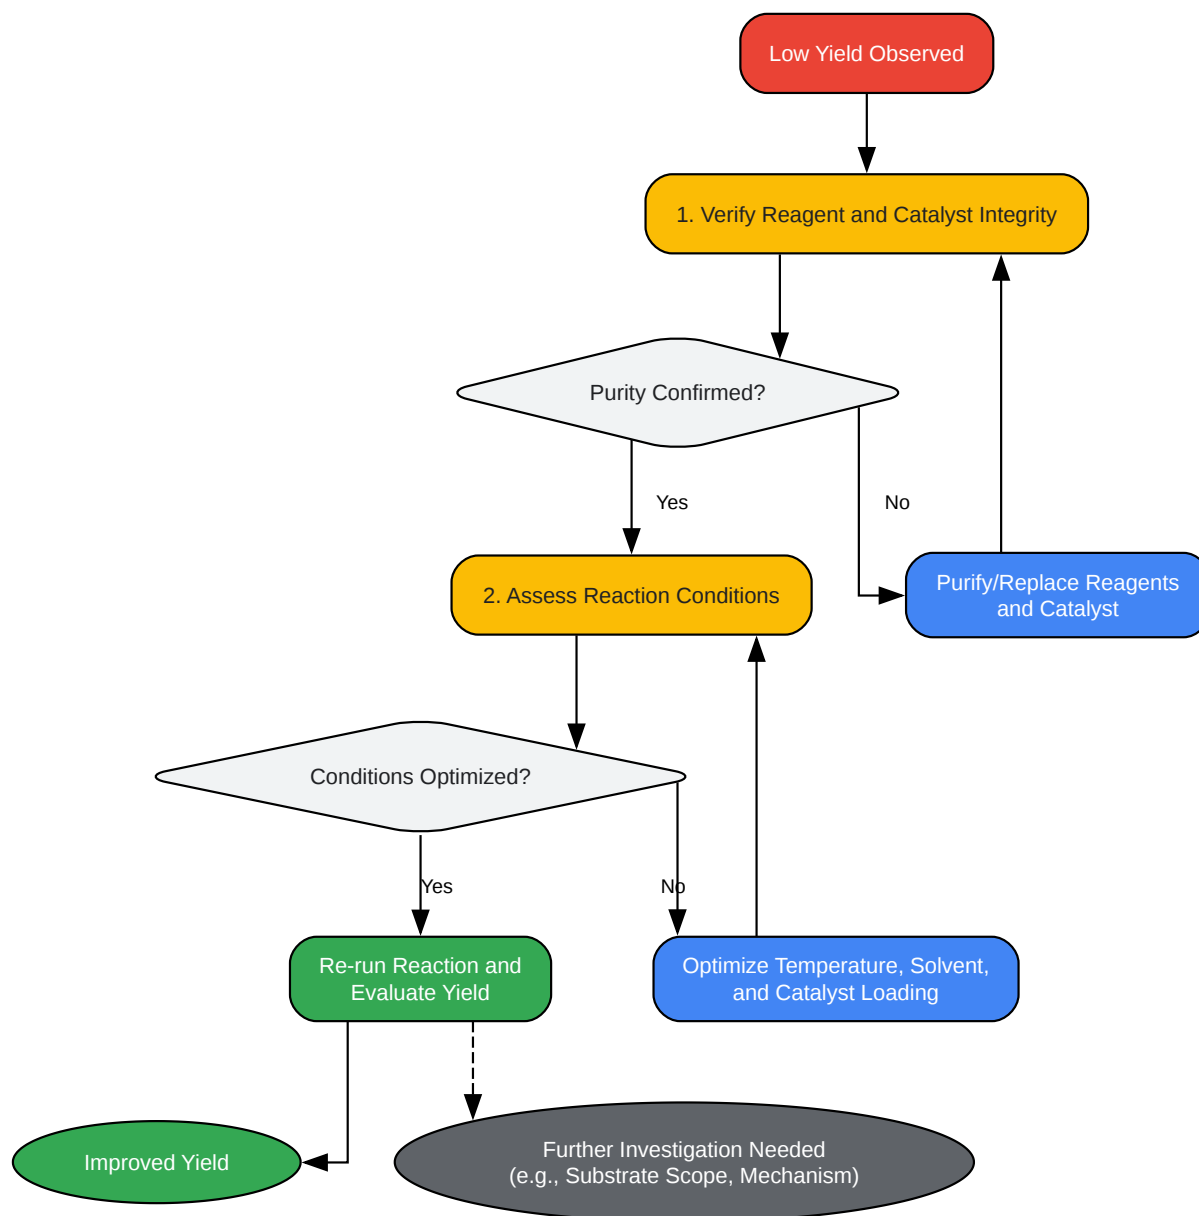 Low Yield Observed
1. Verify Reagent and Catalyst Integrity
Purity Confirmed?
Yes
No
2. Assess Reaction Conditions
Purify/Replace Reagents
and Catalyst
Conditions Optimized?
Yes
No
Re-run Reaction and
Evaluate Yield
Optimize Temperature, Solvent,
and Catalyst Loading
Improved Yield
Further Investigation Needed
(e.g., Substrate Scope, Mechanism)